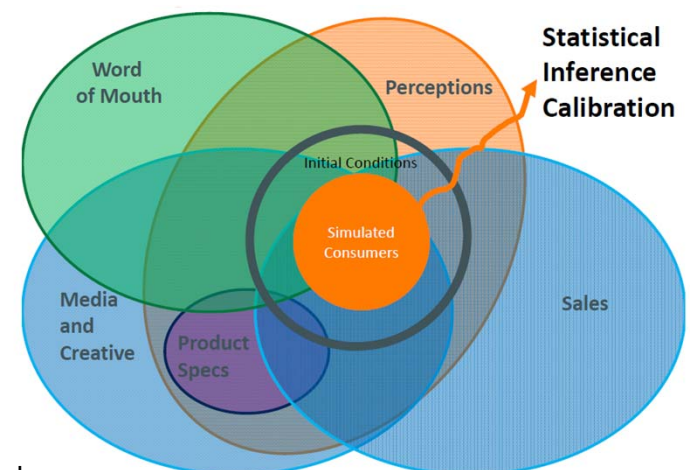 Word
of Mouth
Perceptions
Statistical
Inference
Calibration
Initial Conditions
Simulated
Consumers
Media
and
Creative
Product
Specs
Sales